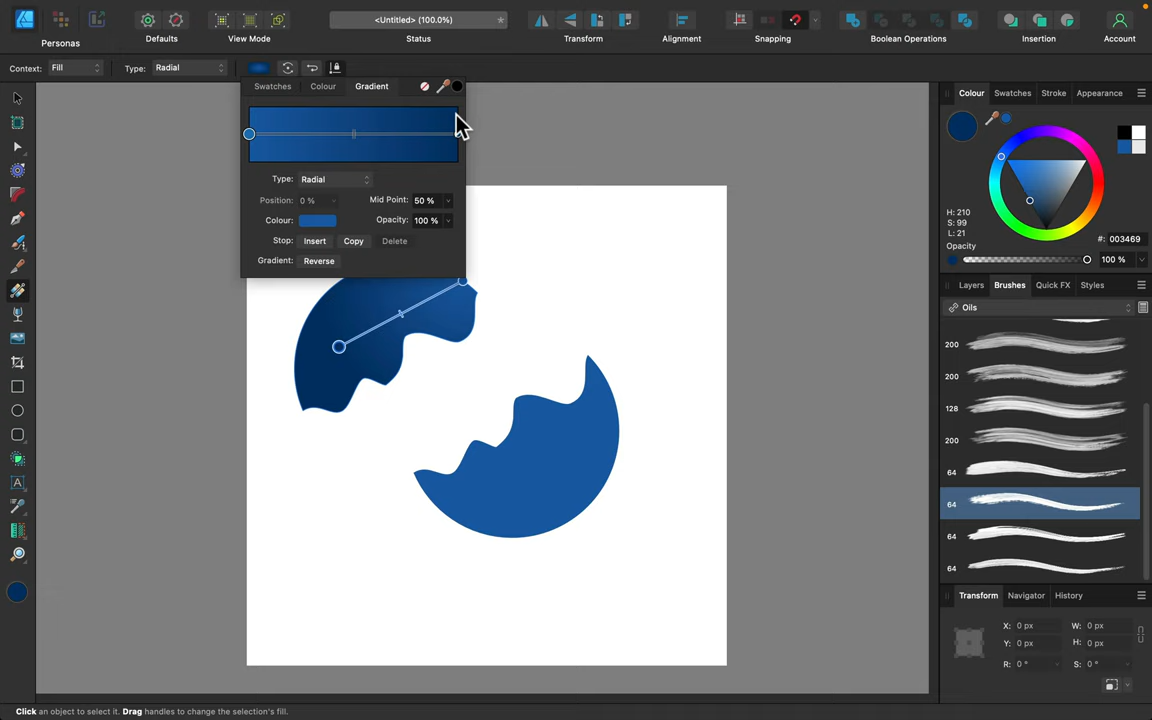 <Untitled> (100.0%)
Personas
Defaults
View Mode
Status
Transform
Alignment
Snapping
Boolean Operations
Insertion
Account
Context: Fill
Type: Radial
Swatches
Colour
Gradient
Type: Radial
Position: 0 %
Mid Point: 50 %
Colour:
Opacity: 100 %
Stop: Insert Copy Delete
Gradient: Reverse
Colour
Swatches
Stroke
Appearance
H: 210
S: 99
L: 21
#: 003469
Opacity
100 %
Layers
Brushes
Quick FX
Styles
Oils
200
200
128
200
64
64
64
64
Transform
Navigator
History
X: 0 px
W: 0 px
Y: 0 px
H: 0 px
R: 0 °
S: 0 °
Click an object to select it. Drag handles to change the selection's fill.